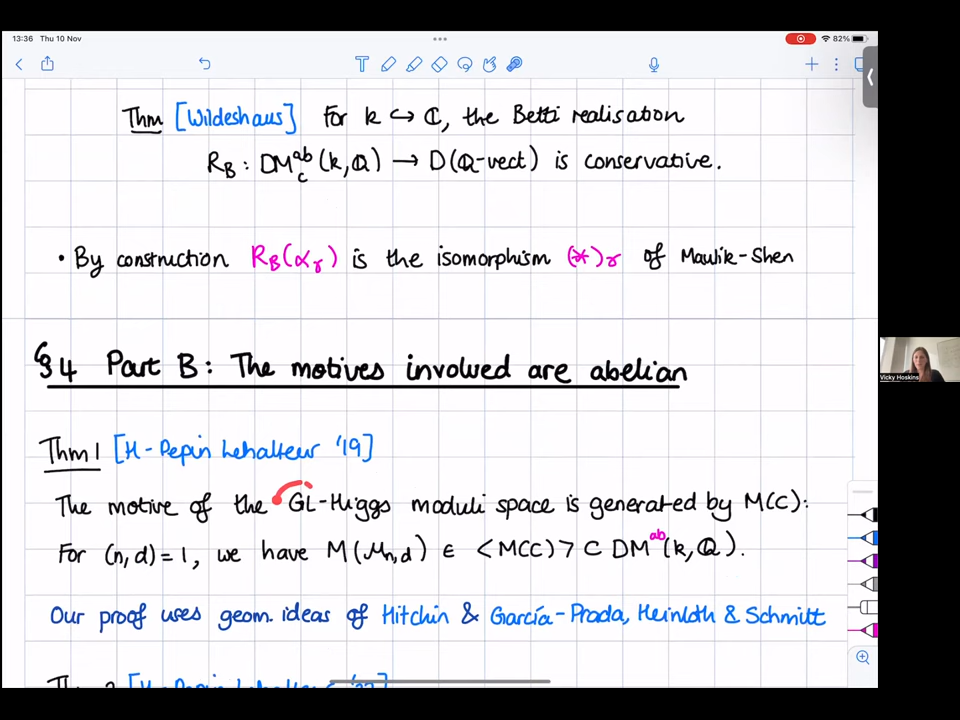 13:36 Thu 10 Nov
82%
Thm [Wildeshaus] For k ↪ ℂ, the Betti realisation
R_B : DM_c^ab (k, ℚ) → D(ℚ-vect) is conservative.
• By construction R_B(α_γ) is the isomorphism (*)_γ of Maulik-Shen
§4 Part B: The motives involved are abelian
Thm 1 [H-Pepin Lehalleur '19]
The motive of the GL-Higgs moduli space is generated by M(C):
For (n,d)=1, we have M(M_n,d) ∈ <M(C)> ⊂ DM^ab(k, ℚ).
Our proof uses geom. ideas of Hitchin & García-Prada, Heinloth & Schmitt
Vicky Hoskins